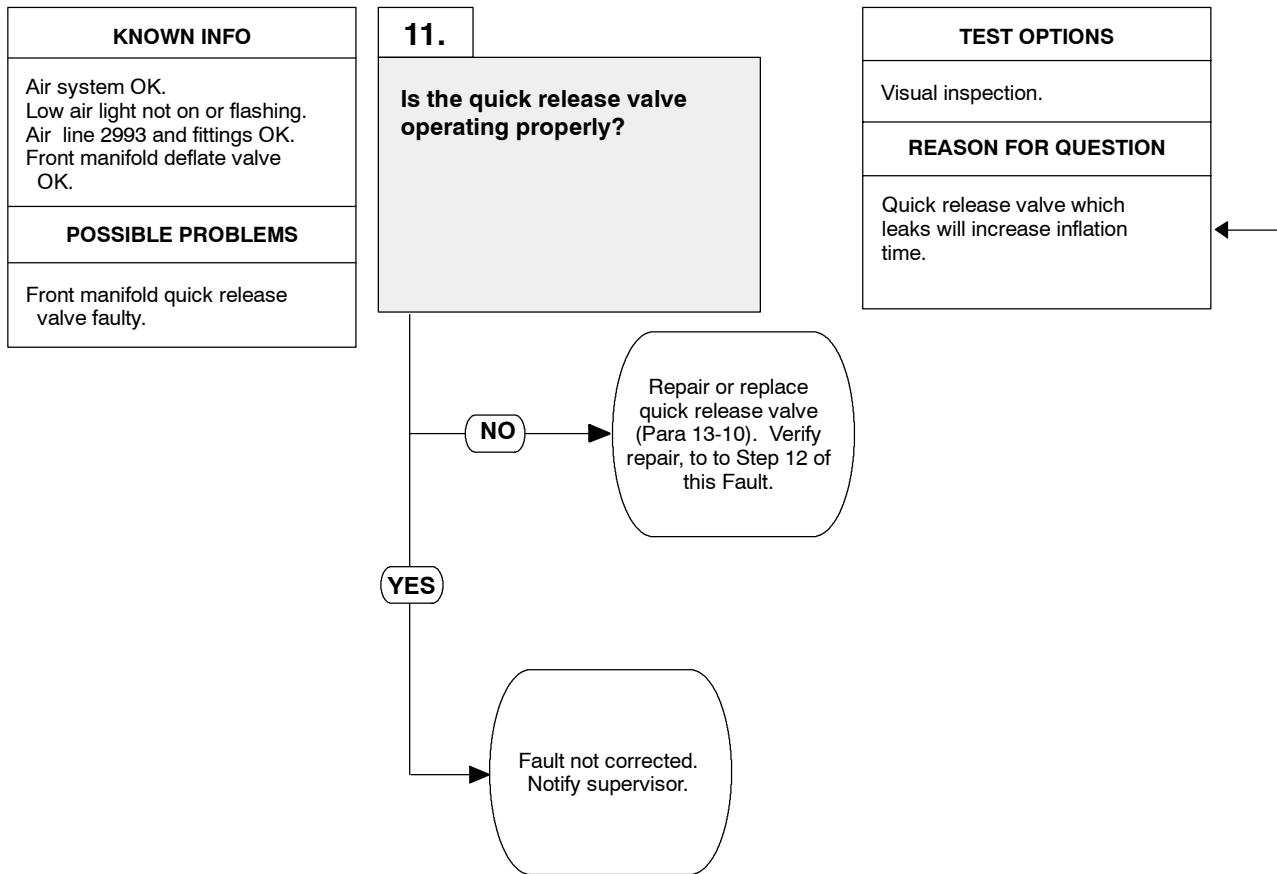 KNOWN INFO
Air system OK.
Low air light not on or flashing.
Air line 2993 and fittings OK.
Front manifold deflate valve
OK.
POSSIBLE PROBLEMS
Front manifold quick release
valve faulty.
11.
Is the quick release valve
operating properly?
TEST OPTIONS
Visual inspection.
REASON FOR QUESTION
Quick release valve which
leaks will increase inflation
time.
NO
Repair or replace
quick release valve
(Para 13-10). Verify
repair, to to Step 12 of
this Fault.
YES
Fault not corrected.
Notify supervisor.